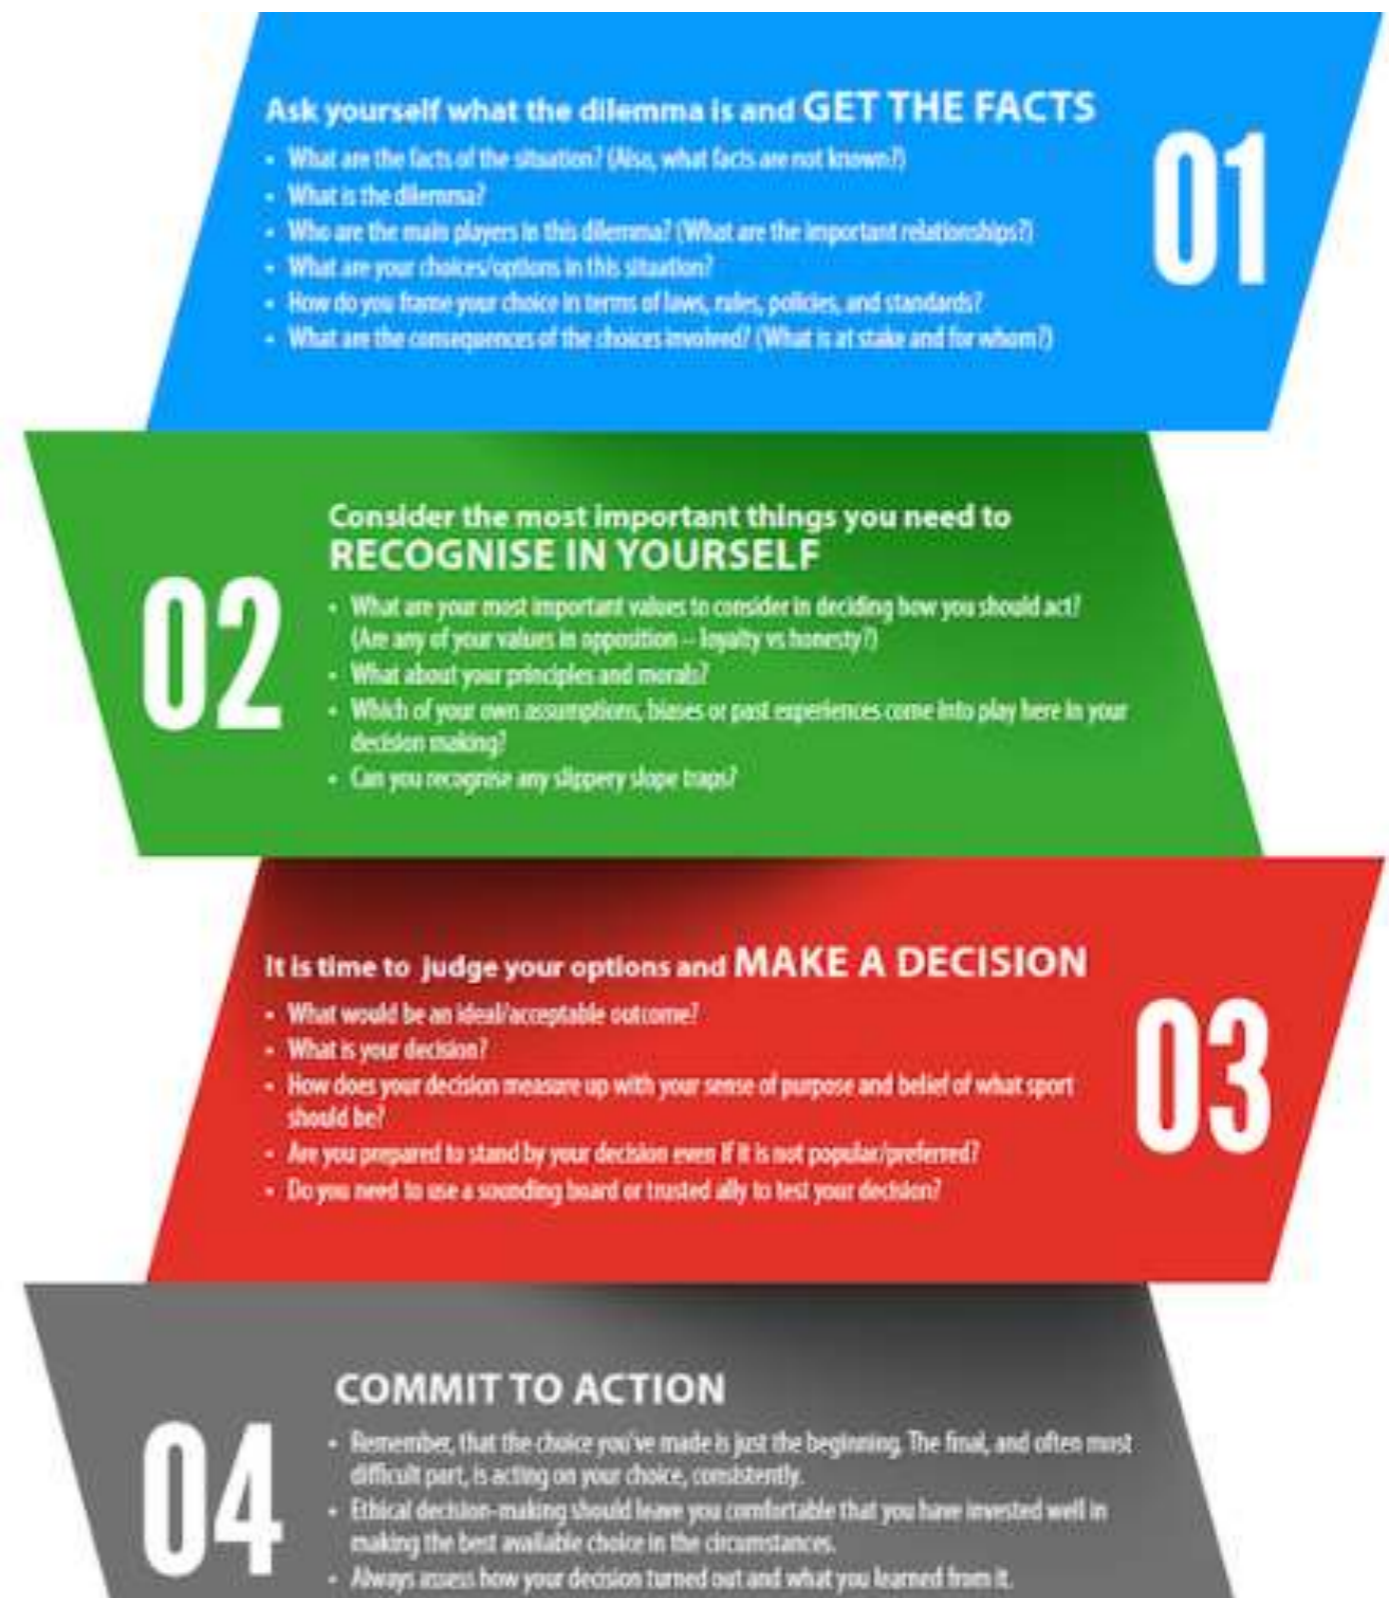 Ask yourself what the dilemma is and GET THE FACTS
• What are the facts of the situation? (Also, what facts are not known?)
• What is the dilemma?
• Who are the main players in this dilemma? (What are the important relationships?)
• What are your choices/options in this situation?
• How do you frame your choice in terms of laws, rules, policies, and standards?
• What are the consequences of the choices involved? (What is at stake and for whom?)
01
Consider the most important things you need to
RECOGNISE IN YOURSELF
02
• What are your most important values to consider in deciding how you should act?
(Are any of your values in opposition – loyalty vs honesty?)
• What about your principles and morals?
• Which of your own assumptions, biases or past experiences come into play here in your
decision making?
• Can you recognise any slippery slope traps?
It is time to judge your options and MAKE A DECISION
• What would be an ideal/acceptable outcome?
• What is your decision?
• How does your decision measure up with your sense of purpose and belief of what sport
should be?
• Are you prepared to stand by your decision even if it is not popular/preferred?
• Do you need to use a sounding board or trusted ally to test your decision?
03
COMMIT TO ACTION
04
• Remember, that the choice you've made is just the beginning. The final, and often most
difficult part, is acting on your choice, consistently.
• Ethical decision-making should leave you comfortable that you have invested well in
making the best available choice in the circumstances.
• Always assess how your decision turned out and what you learned from it.